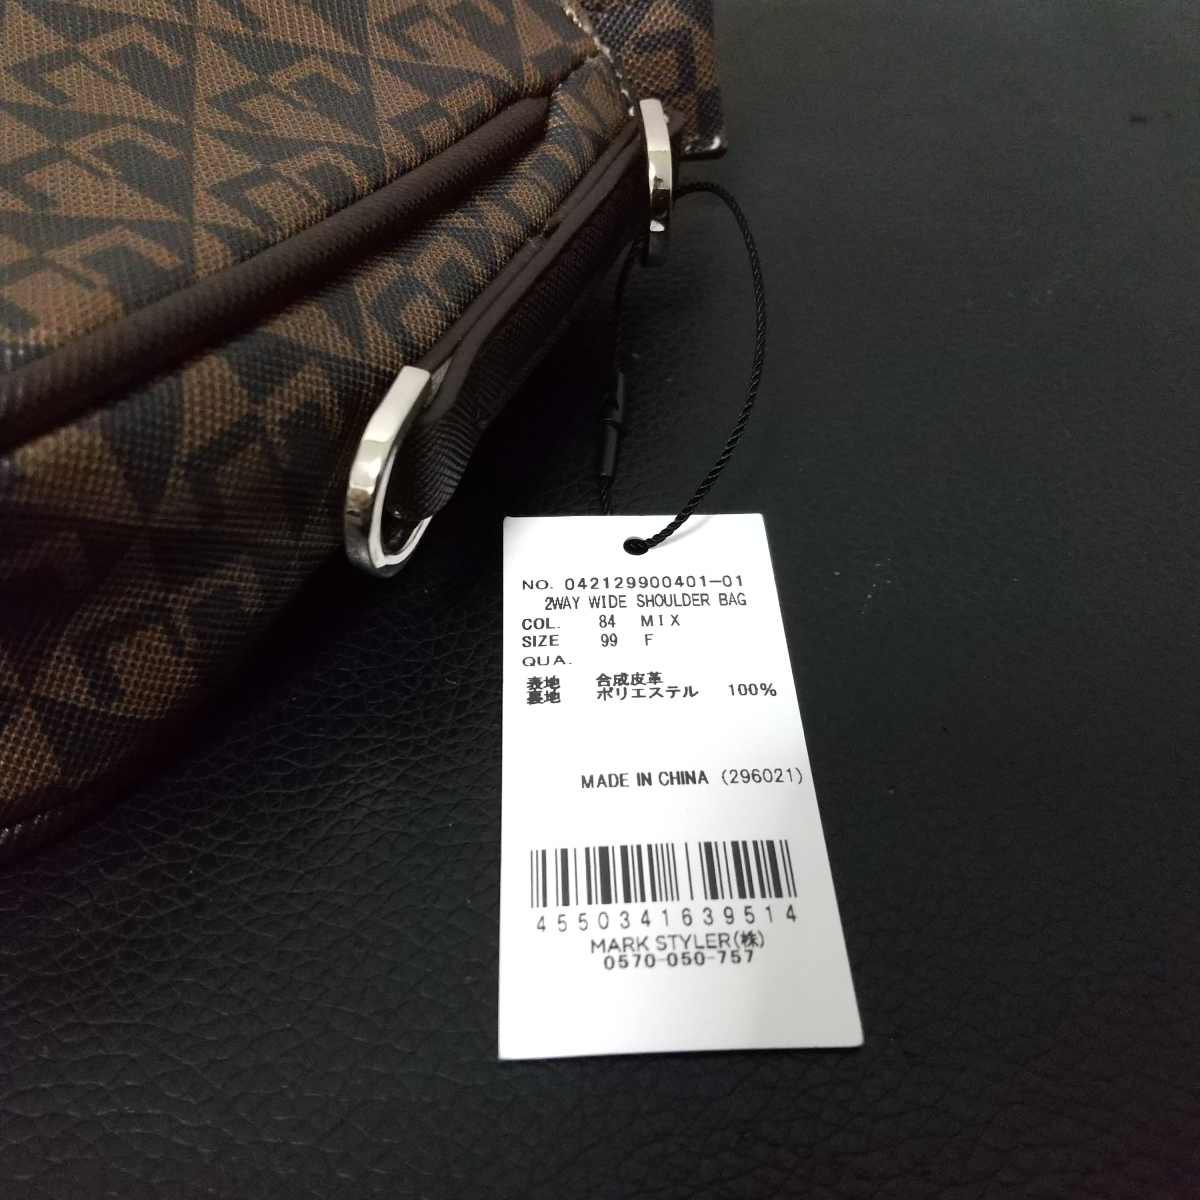 NO. 042129900401-01
2WAY WIDE SHOULDER BAG
COL. 84 MIX
SIZE 99 F
QUA.
表地 合成皮革
裏地 ポリエステル 100%
MADE IN CHINA (296021)
4550341639514
MARK STYLER(株)
0570-050-757